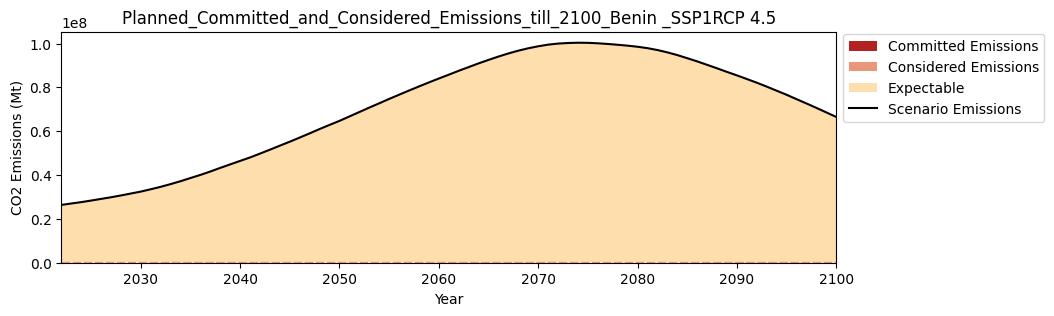 Planned_Committed_and_Considered_Emissions_till_2100_Benin _SSP1RCP 4.5
1e8
1.0
0.8
0.6
0.4
0.2
0.0
CO2 Emissions (Mt)
2030 2040 2050 2060 2070 2080 2090 2100
Year
Committed Emissions
Considered Emissions
Expectable
Scenario Emissions